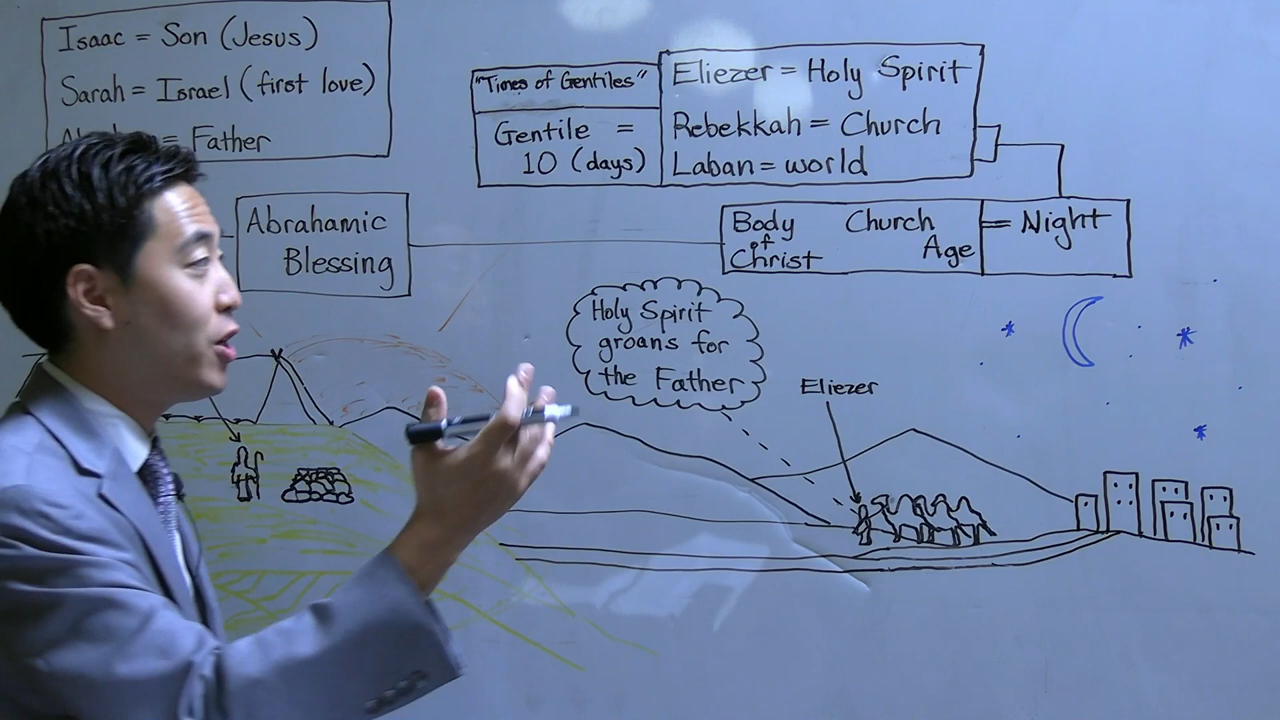 Isaac = Son (Jesus)
Sarah = Israel (first love)
= Father
"Times of Gentiles"
Gentile =
10 (days)
Eliezer = Holy Spirit
Rebekkah = Church
Laban = world
Abrahamic
Blessing
Body of Christ
Church Age
= Night
Holy Spirit
groans for
the Father
Eliezer